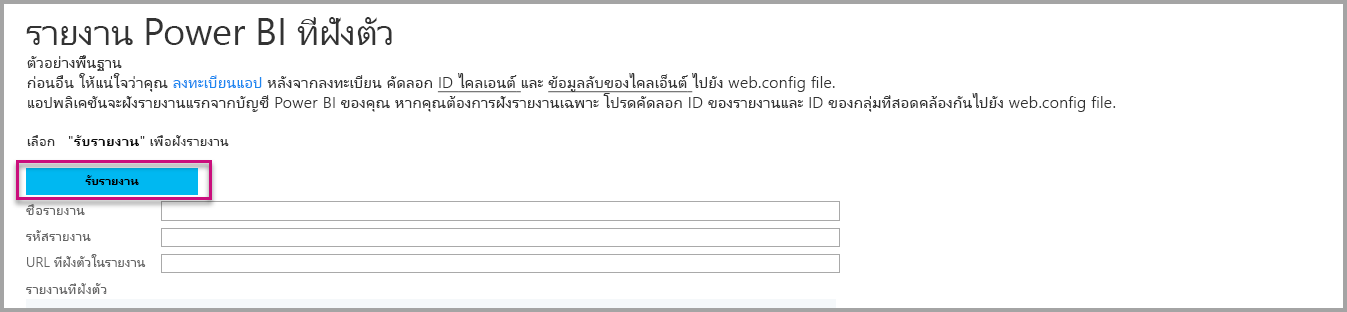 รายงาน Power BI ที่ฝังตัว
ตัวอย่างพื้นฐาน
ก่อนอื่น ให้แน่ใจว่าคุณ ลงทะเบียนแอป หลังจากลงทะเบียน คัดลอก ID ไคลเอนต์ และ ข้อมูลลับของไคลเอ็นต์ ไปยัง web.config file.
แอปพลิเคชันจะฝังรายงานแรกจากบัญชี Power BI ของคุณ หากคุณต้องการฝังรายงานเฉพาะ โปรดคัดลอก ID ของรายงานและ ID ของกลุ่มที่สอดคล้องกันไปยัง web.config file.
เลือก "รับรายงาน" เพื่อฝังรายงาน
รับรายงาน
ชื่อรายงาน
รหัสรายงาน
URL ที่ฝังตัวในรายงาน
รายงานที่ฝังตัว